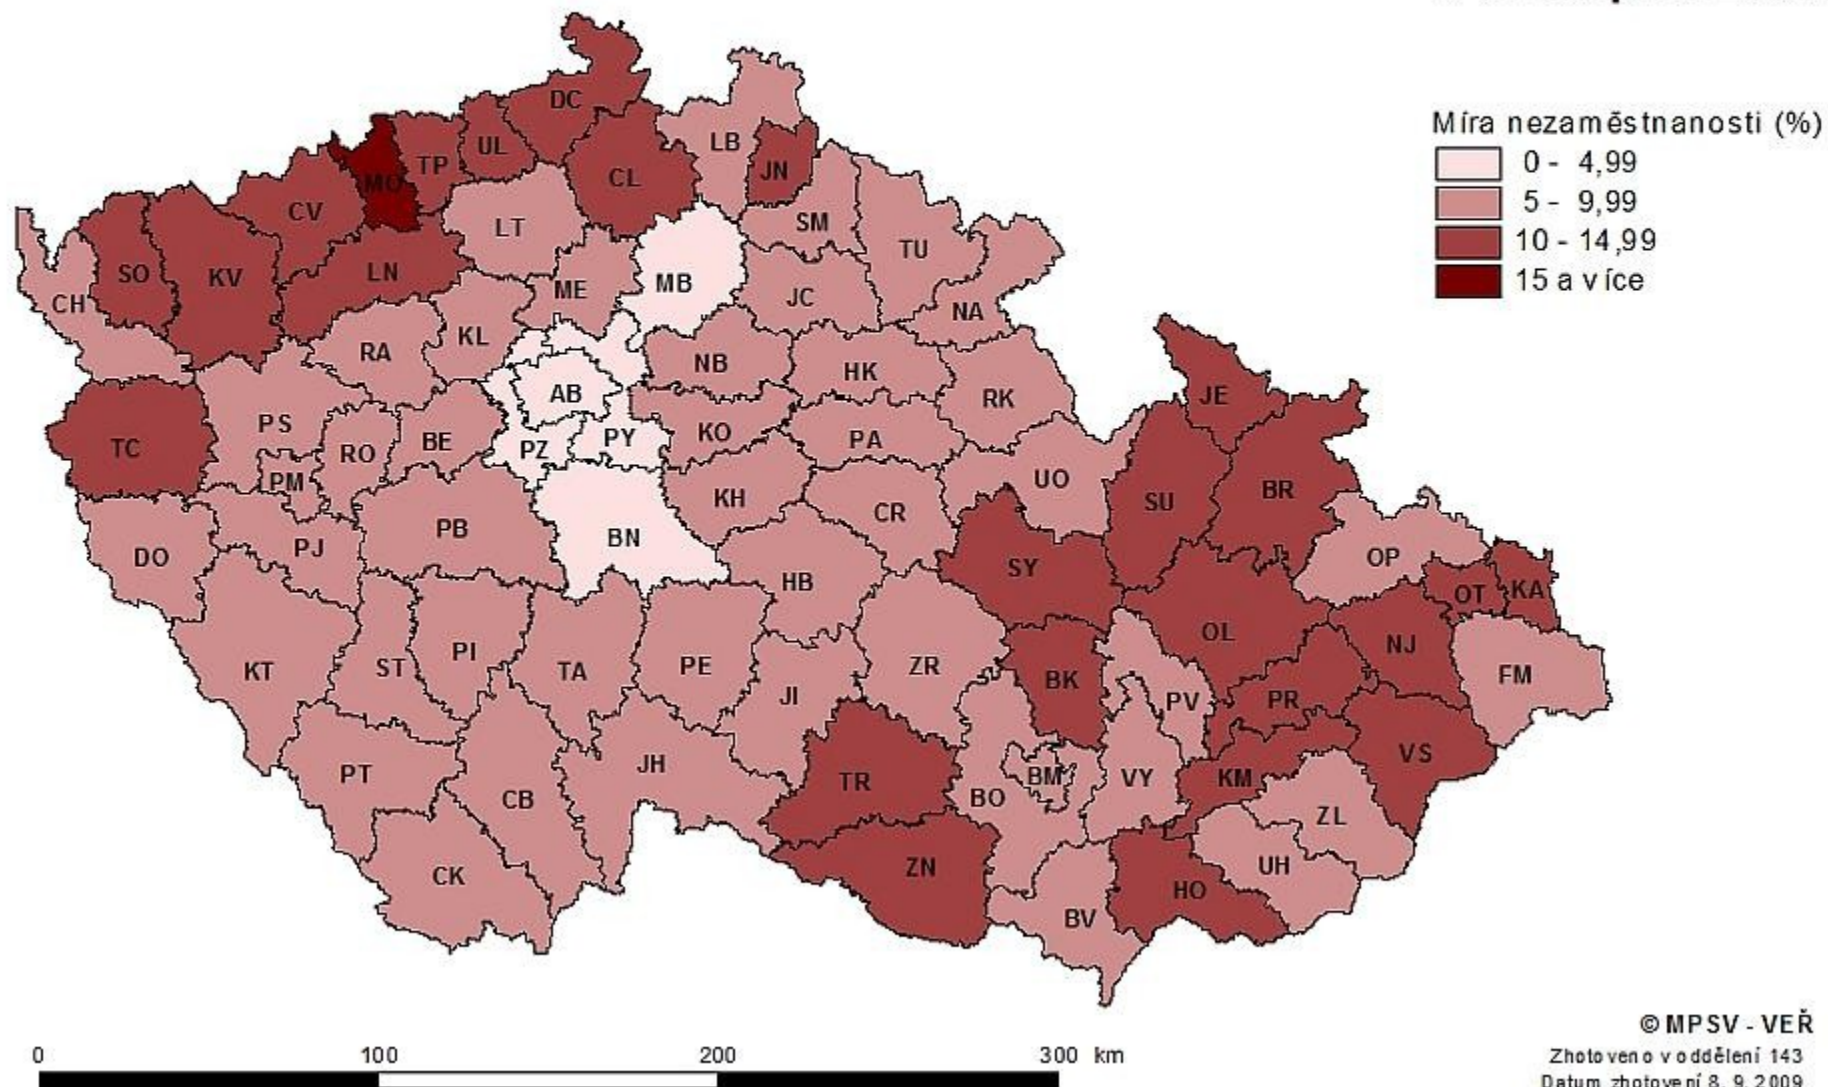 Míra nezaměstnanosti (%)
0 - 4,99
5 - 9,99
10 - 14,99
15 a více
DC
LB
UL
JN
TP
CL
MO
CV
LT
SM
TU
SO
KV
LN
MB
ME
JC
CH
NA
KL
RA
NB
HK
AB
RK
JE
PS
KO
PA
PY
BE
TC
PZ
RO
UO
PM
BR
KH
SU
CR
PB
BN
PJ
DO
OP
SY
HB
OT
KA
OL
NJ
PI
ST
KT
TA
PE
ZR
FM
BK
JI
PV
PR
VS
JH
PT
BM
VY
KM
TR
BO
CB
ZL
ZN
UH
CK
HO
BV
© MPSV - VEŘ
0 100 200 300 km
Zhotoveno v oddělení 143
Datum zhotovení 8. 9. 2009